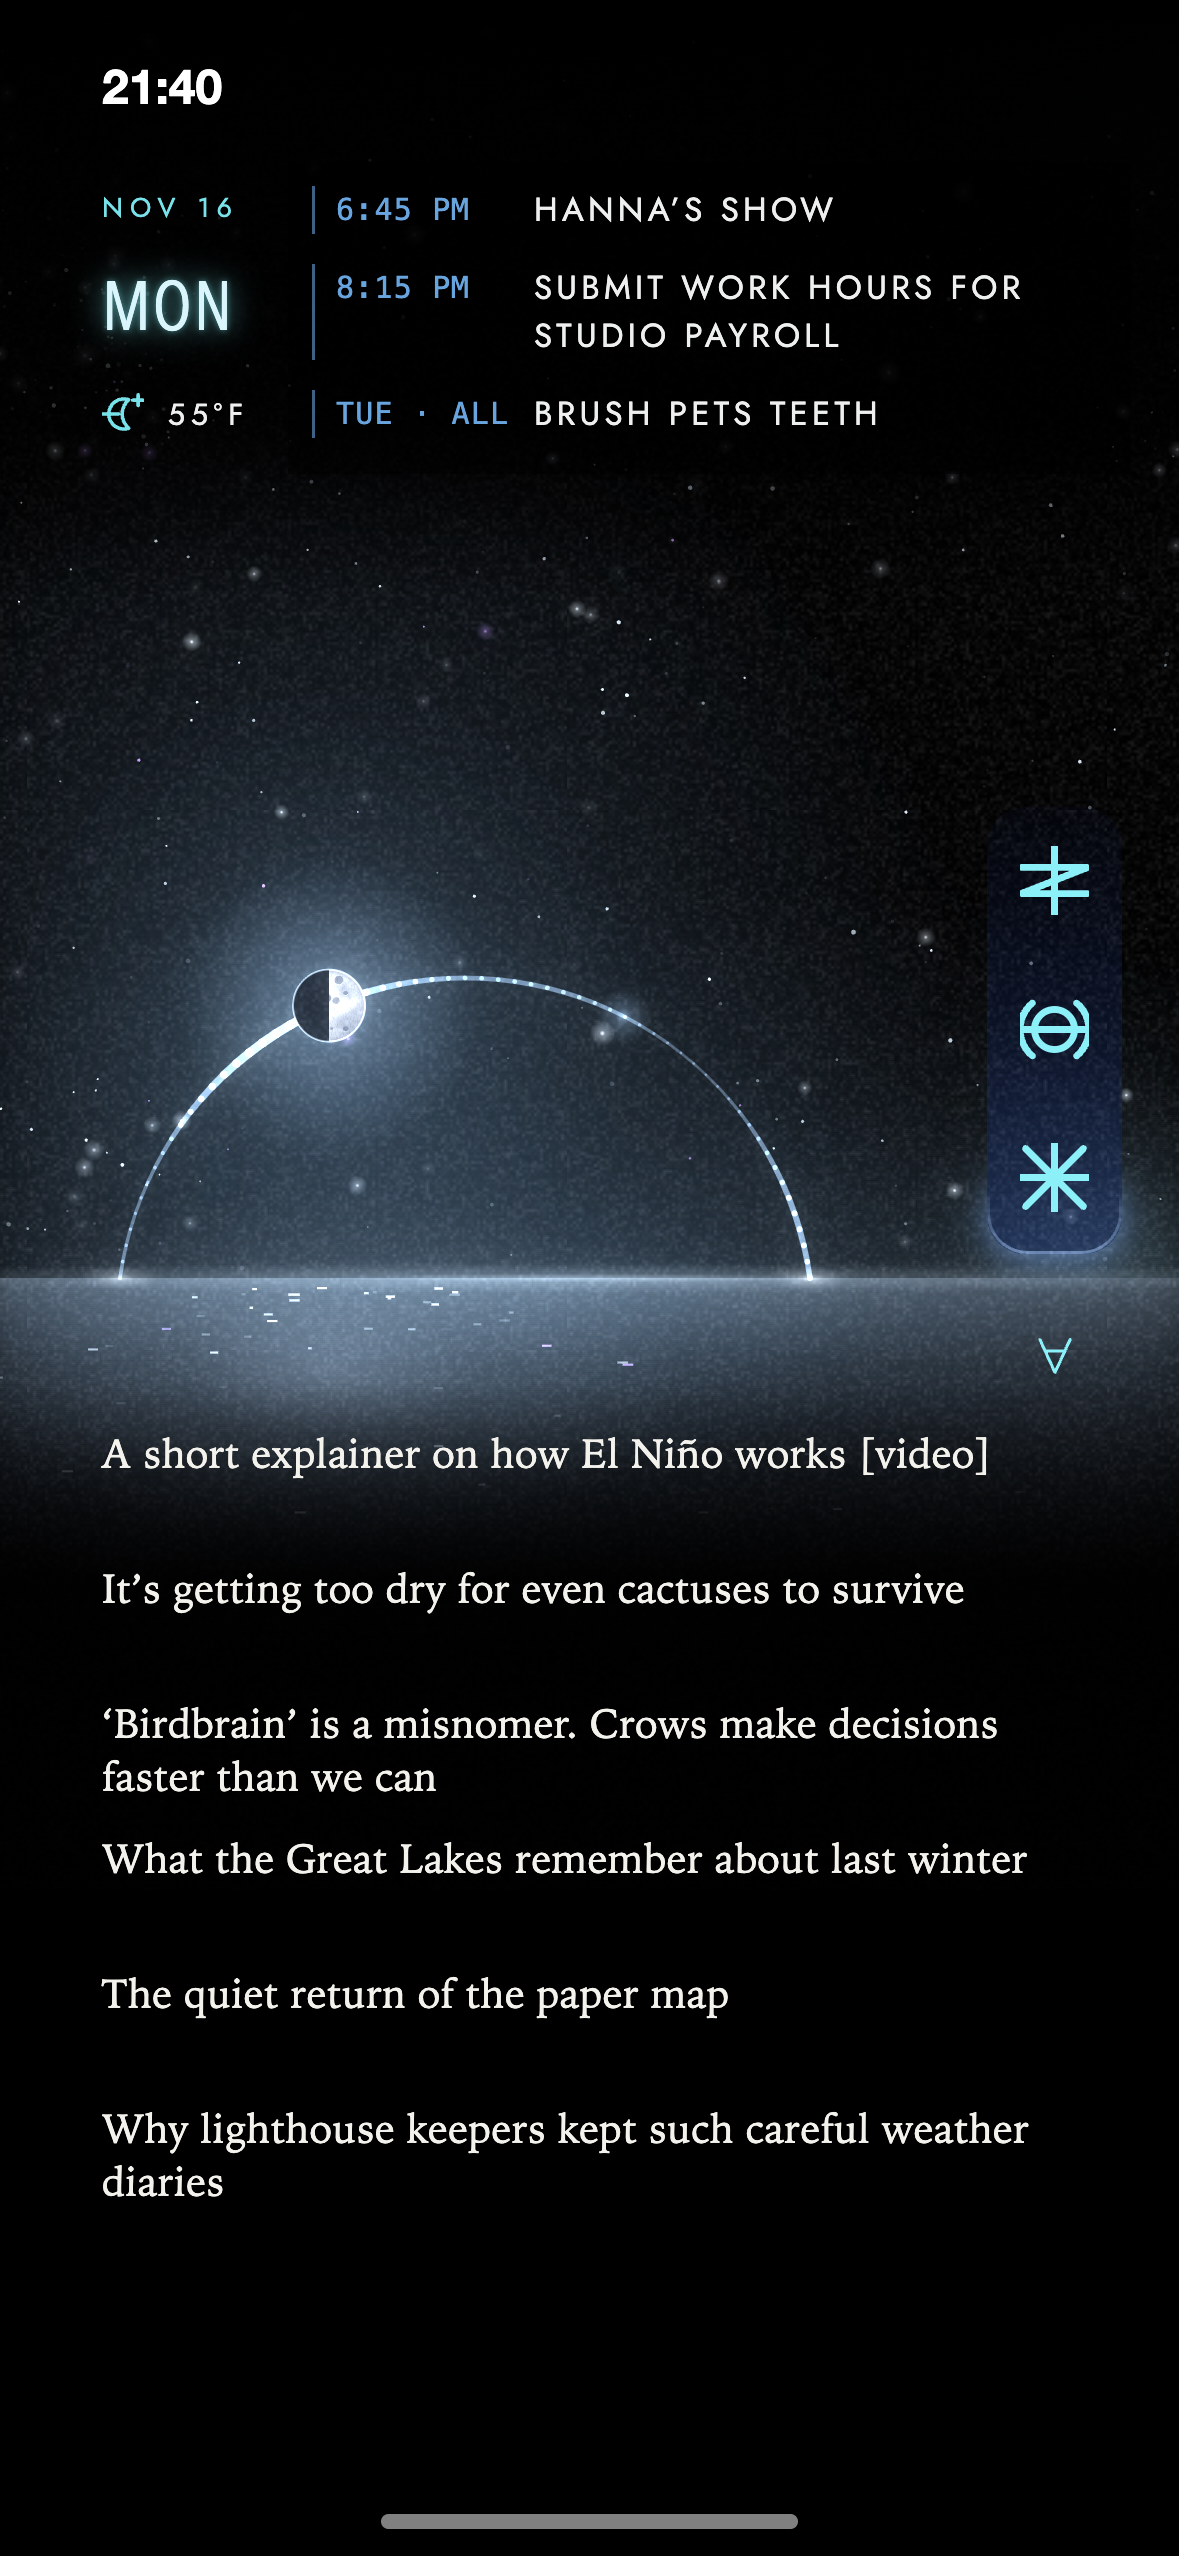 21:40
NOV 16
MON
55°F
6:45 PM HANNA’S SHOW
8:15 PM SUBMIT WORK HOURS FOR
STUDIO PAYROLL
TUE · ALL BRUSH PETS TEETH
∀
A short explainer on how El Niño works [video]
It’s getting too dry for even cactuses to survive
‘Birdbrain’ is a misnomer. Crows make decisions
faster than we can
What the Great Lakes remember about last winter
The quiet return of the paper map
Why lighthouse keepers kept such careful weather
diaries